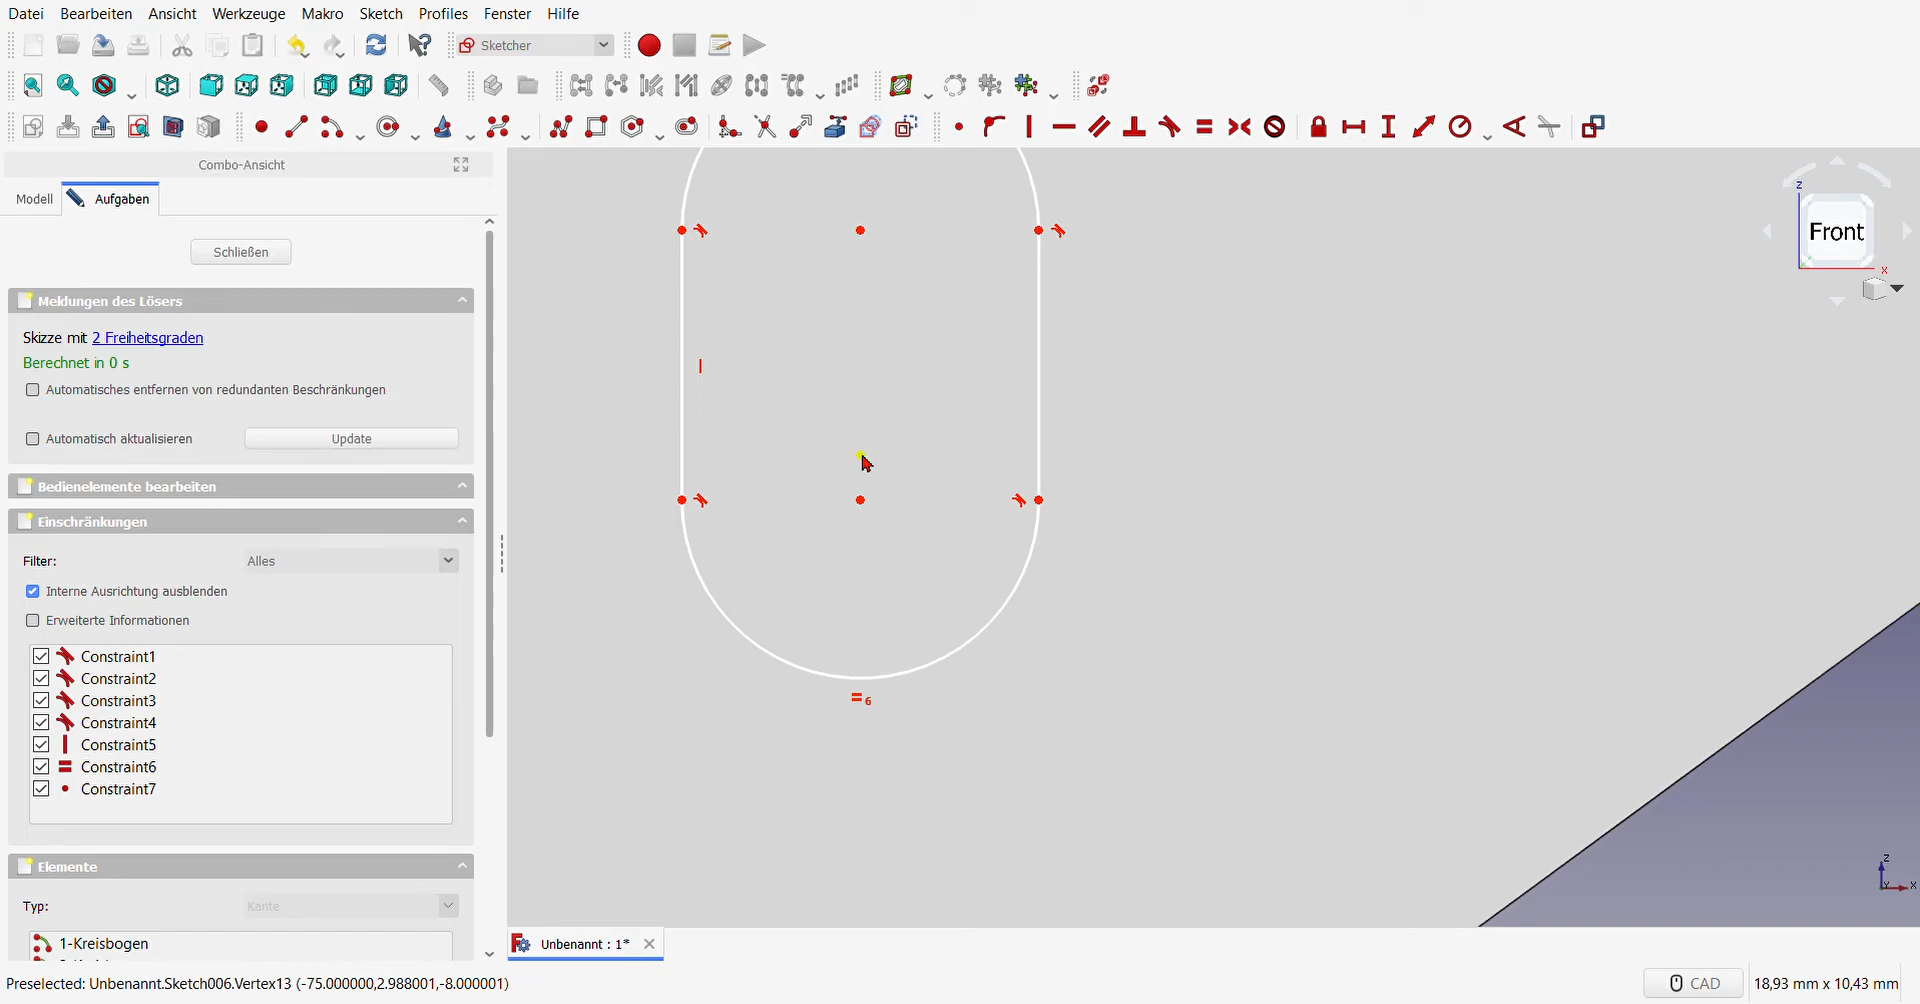 Datei Bearbeiten Ansicht Werkzeuge Makro Sketch Profiles Fenster Hilfe
Sketcher
Combo-Ansicht
Modell Aufgaben
Schließen
Meldungen des Lösers
Skizze mit 2 Freiheitsgraden
Berechnet in 0 s
Automatisches entfernen von redundanten Beschränkungen
Automatisch aktualisieren Update
Bedienelemente bearbeiten
Einschränkungen
Filter: Alles
Interne Ausrichtung ausblenden
Erweiterte Informationen
Constraint1
Constraint2
Constraint3
Constraint4
Constraint5
Constraint6
Constraint7
Elemente
Typ: Kante
1-Kreisbogen
6
Z
Front
X
Z
Y X
Unbenannt : 1*
Preselected: Unbenannt.Sketch006.Vertex13 (-75.000000,2.988001,-8.000001)
CAD 18,93 mm x 10,43 mm